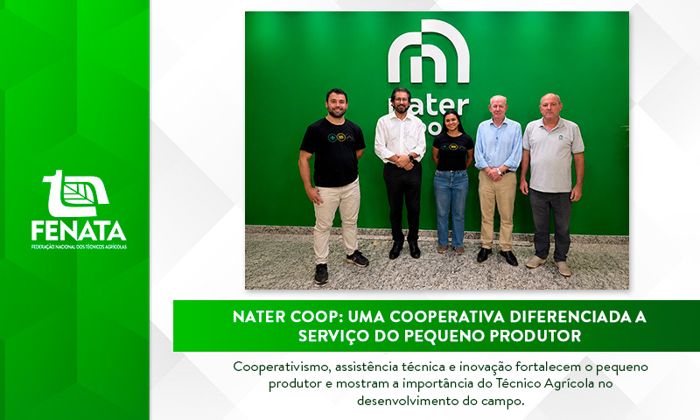 nater
FENATA
FEDERAÇÃO NACIONAL DOS TÉCNICOS AGRÍCOLAS
NATER COOP: UMA COOPERATIVA DIFERENCIADA A
SERVIÇO DO PEQUENO PRODUTOR
Cooperativismo, assistência técnica e inovação fortalecem o pequeno
produtor e mostram a importância do Técnico Agrícola no
desenvolvimento do campo.